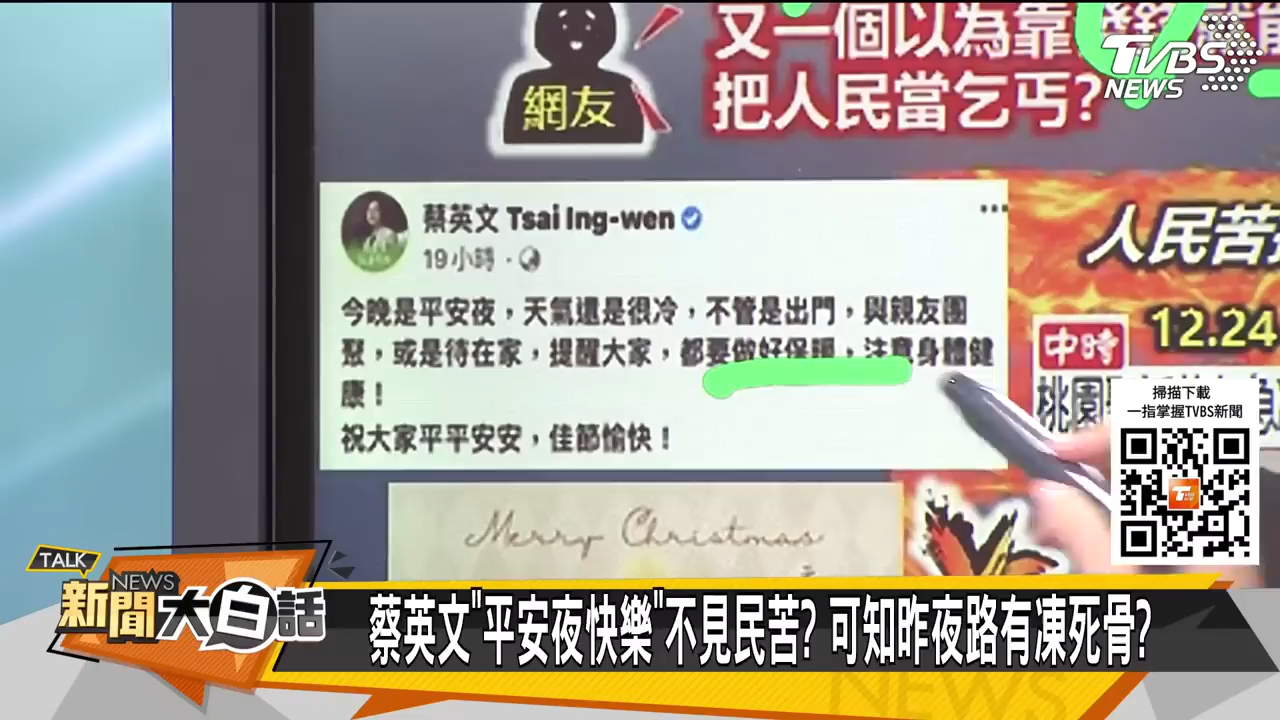 又一個以為靠
把人民當乞丐?
網友
TVBS
NEWS
蔡英文 Tsai Ing-wen
19小時
今晚是平安夜，天氣還是很冷，不管是出門，與親友團
聚，或是待在家，提醒大家，都要做好保暖，注意身體健
康！
祝大家平平安安，佳節愉快！
人民苦
中時
12.24
桃園
掃描下載
一指掌握TVBS新聞
Merry Christmas
TALK
NEWS
新聞大白話
蔡英文"平安夜快樂"不見民苦? 可知昨夜路有凍死骨?
NEWS